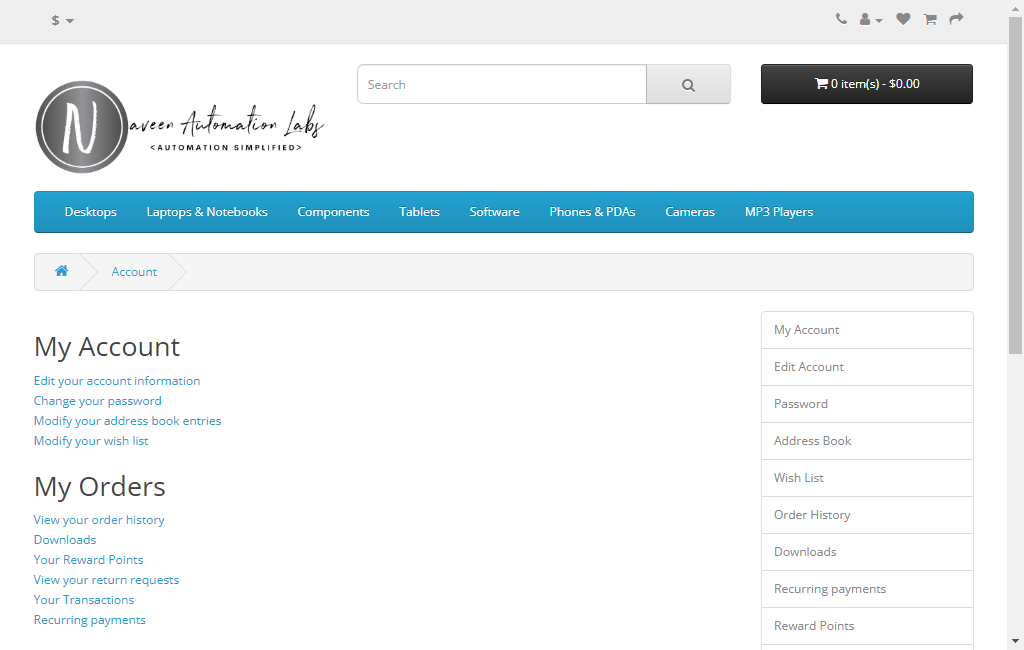 $
Search
0 item(s) - $0.00
N
aveen Automation Labs
<AUTOMATION SIMPLIFIED>
Desktops Laptops & Notebooks Components Tablets Software Phones & PDAs Cameras MP3 Players
Account
My Account
Edit your account information
Change your password
Modify your address book entries
Modify your wish list
My Orders
View your order history
Downloads
Your Reward Points
View your return requests
Your Transactions
Recurring payments
My Account
Edit Account
Password
Address Book
Wish List
Order History
Downloads
Recurring payments
Reward Points